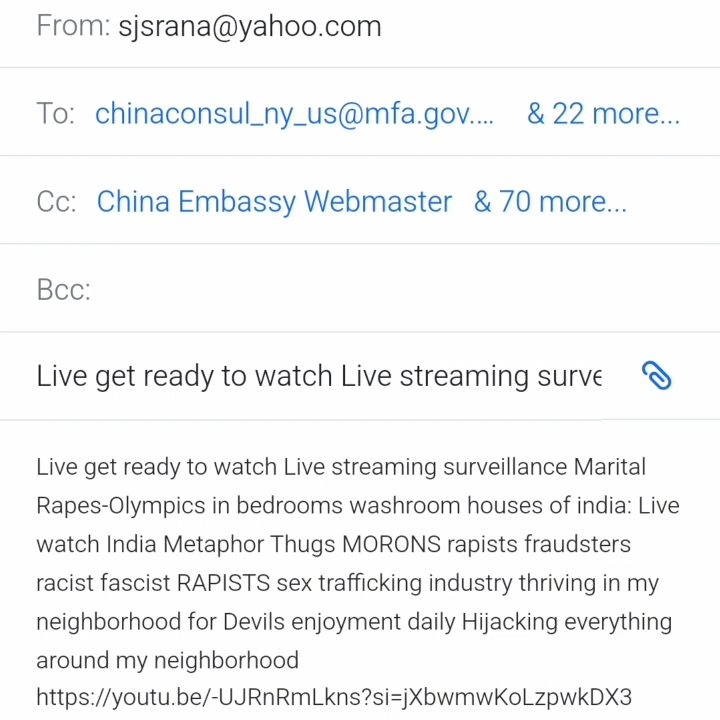 From: sjsrana@yahoo.com
To: chinaconsul_ny_us@mfa.gov.... & 22 more...
Cc: China Embassy Webmaster & 70 more...
Bcc:
Live get ready to watch Live streaming surve
Live get ready to watch Live streaming surveillance Marital
Rapes-Olympics in bedrooms washroom houses of india: Live
watch India Metaphor Thugs MORONS rapists fraudsters
racist fascist RAPISTS sex trafficking industry thriving in my
neighborhood for Devils enjoyment daily Hijacking everything
around my neighborhood
https://youtu.be/-UJRnRmLkns?si=jXbwmwKoLzpwkDX3